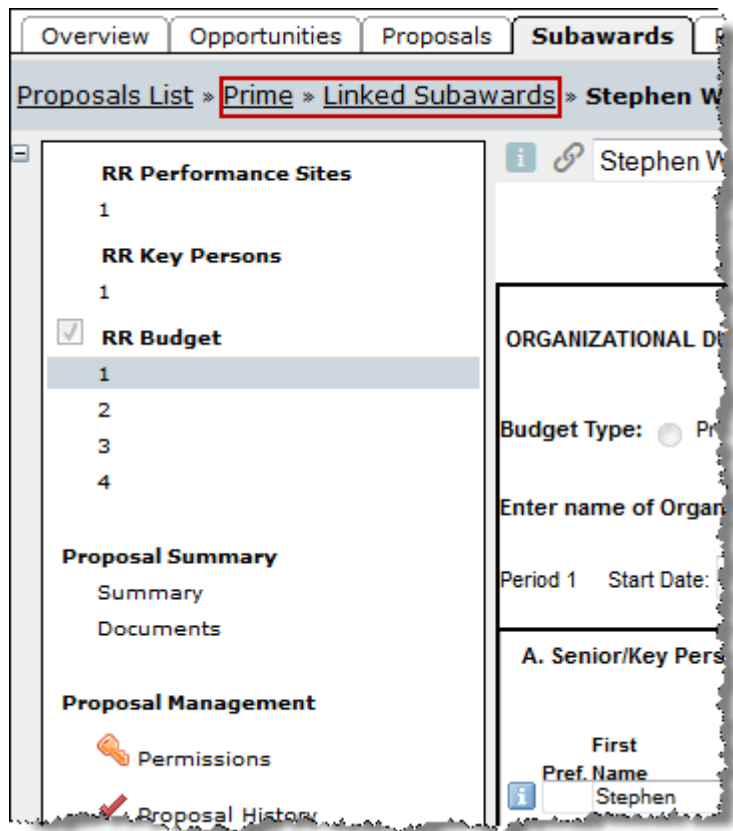 Overview Opportunities Proposals Subawards
Proposals List » Prime » Linked Subawards » Stephen W
RR Performance Sites
1
RR Key Persons
1
RR Budget
1
2
3
4
Proposal Summary
Summary
Documents
Proposal Management
Permissions
Proposal History
Stephen W
ORGANIZATIONAL
Budget Type:
Enter name of Organ
Period 1 Start Date:
A. Senior/Key Pers
First
Pref. Name
Stephen